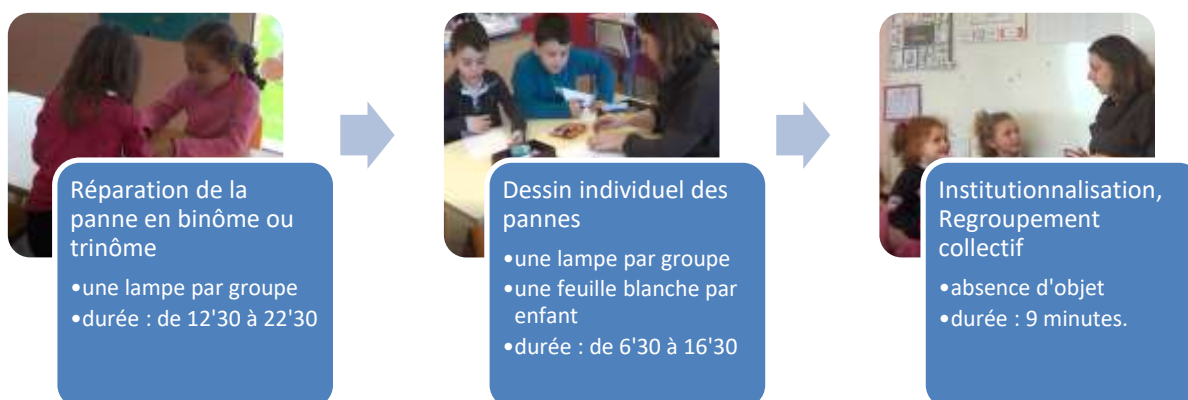 Réparation de la
panne en binôme ou
trinôme
•une lampe par groupe
•durée : de 12'30 à 22'30
Dessin individuel des
pannes
•une lampe par groupe
•une feuille blanche par
enfant
•durée : de 6'30 à 16'30
Institutionnalisation,
Regroupement
collectif
•absence d'objet
•durée : 9 minutes.